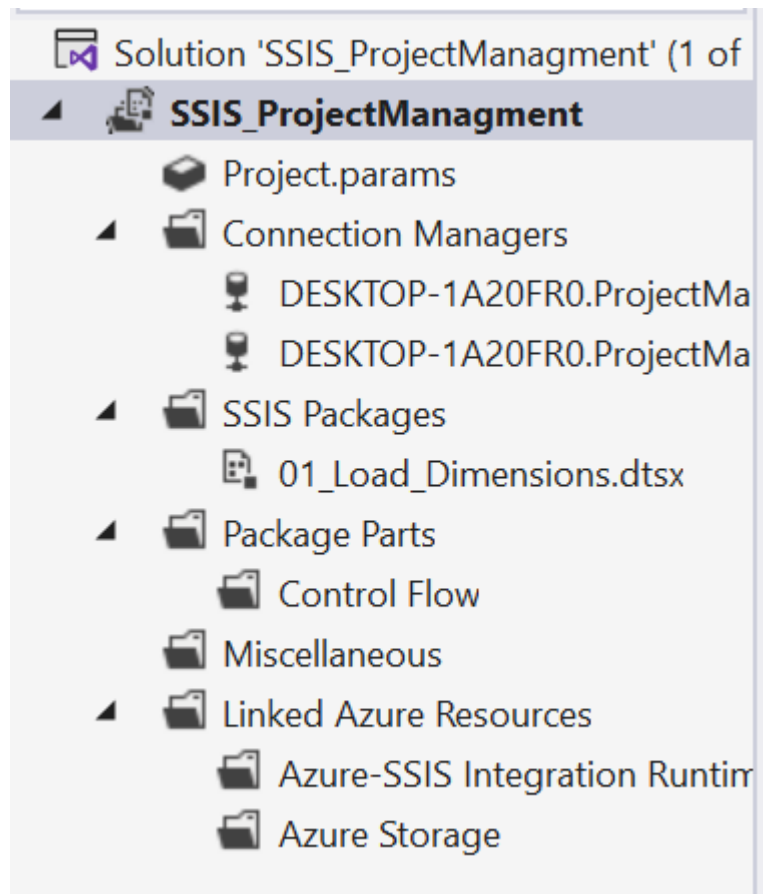 Solution 'SSIS_ProjectManagment' (1 of
SSIS_ProjectManagment
Project.params
Connection Managers
DESKTOP-1A20FR0.ProjectMa
DESKTOP-1A20FR0.ProjectMa
SSIS Packages
01_Load_Dimensions.dtsx
Package Parts
Control Flow
Miscellaneous
Linked Azure Resources
Azure-SSIS Integration Runtim
Azure Storage